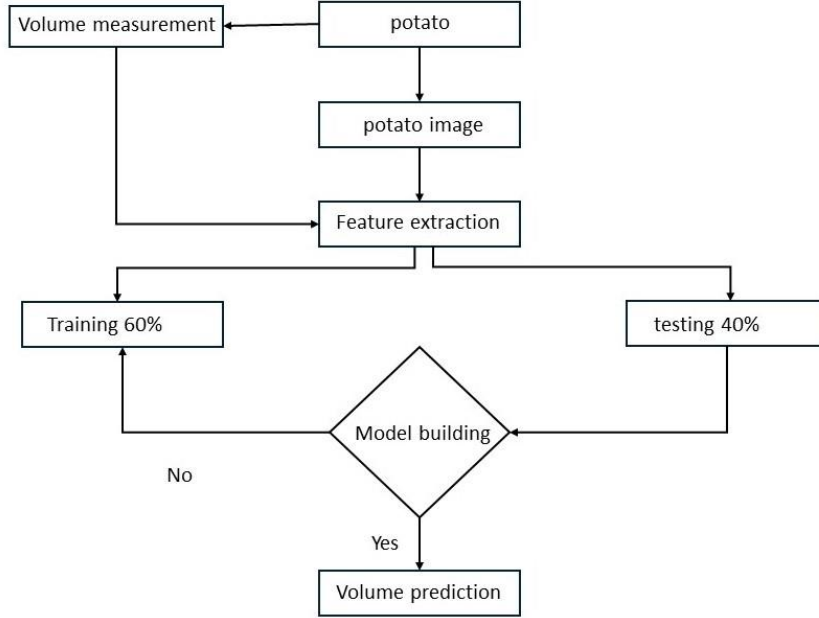 Volume measurement
potato
potato image
Feature extraction
Training 60%
testing 40%
Model building
No
Yes
Volume prediction